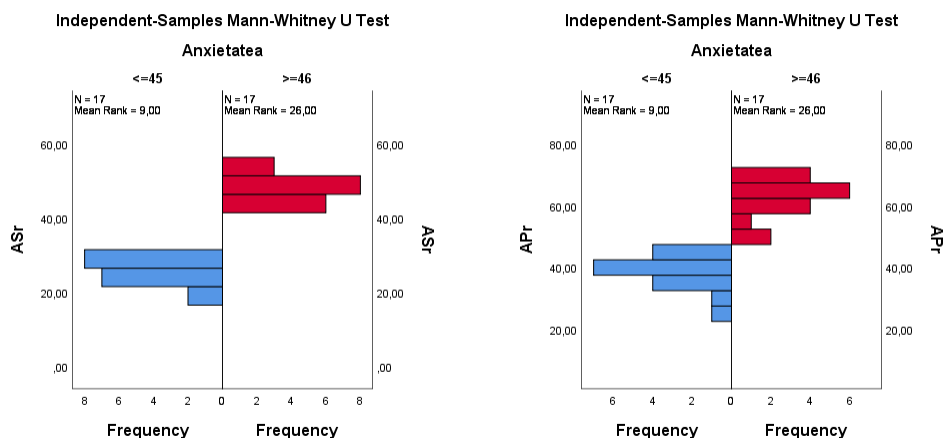 Independent-Samples Mann-Whitney U Test
Anxietatea
<=45 >=46
N = 17
Mean Rank = 9,00
N = 17
Mean Rank = 26,00
60,00 60,00
40,00 40,00
20,00 20,00
,00 ,00
ASr
ASr
8 6 4 2 0 2 4 6 8
Frequency Frequency
Independent-Samples Mann-Whitney U Test
Anxietatea
<=45 >=46
N = 17
Mean Rank = 9,00
N = 17
Mean Rank = 26,00
80,00 80,00
60,00 60,00
40,00 40,00
20,00 20,00
APr
APr
6 4 2 0 2 4 6
Frequency Frequency